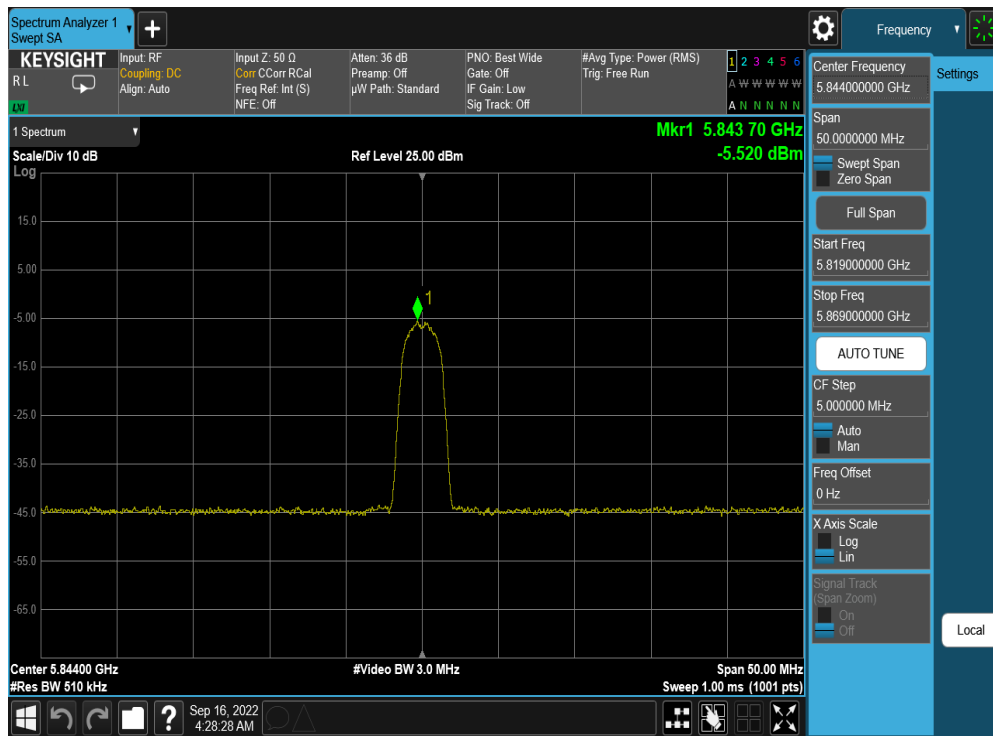 Spectrum Analyzer 1
Swept SA
Frequency
KEYSIGHT
R L
LXI
Input: RF
Coupling: DC
Align: Auto
Input Z: 50 Ω
Corr CCorr RCal
Freq Ref: Int (S)
NFE: Off
Atten: 36 dB
Preamp: Off
µW Path: Standard
PNO: Best Wide
Gate: Off
IF Gain: Low
Sig Track: Off
#Avg Type: Power (RMS)
Trig: Free Run
1 2 3 4 5 6
A W W W W W
A N N N N N
1 Spectrum
Mkr1 5.843 70 GHz
Scale/Div 10 dB
Ref Level 25.00 dBm
-5.520 dBm
Log
15.0
5.00
-5.00
-15.0
-25.0
-35.0
-45.0
-55.0
-65.0
1
Center 5.84400 GHz
#Video BW 3.0 MHz
Span 50.00 MHz
#Res BW 510 kHz
Sweep 1.00 ms (1001 pts)
Center Frequency
5.844000000 GHz
Settings
Span
50.0000000 MHz
Swept Span
Zero Span
Full Span
Start Freq
5.819000000 GHz
Stop Freq
5.869000000 GHz
AUTO TUNE
CF Step
5.000000 MHz
Auto
Man
Freq Offset
0 Hz
X Axis Scale
Log
Lin
Signal Track
(Span Zoom)
On
Off
Local
?
Sep 16, 2022
4:28:28 AM